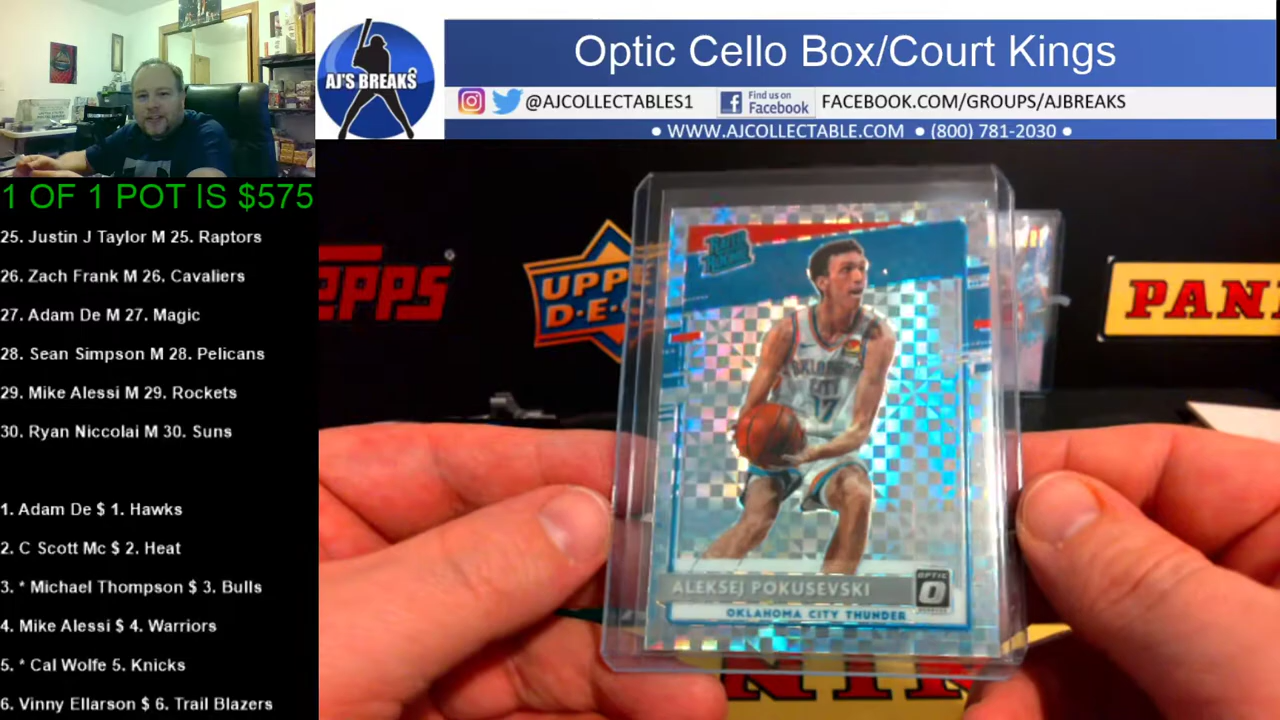 Optic Cello Box/Court Kings
AJ'S BREAKS
@AJCOLLECTABLES1
Find us on
Facebook
FACEBOOK.COM/GROUPS/AJBREAKS
• WWW.AJCOLLECTABLE.COM • (800) 781-2030 •
1 OF 1 POT IS $575
25. Justin J Taylor M 25. Raptors
26. Zach Frank M 26. Cavaliers
27. Adam De M 27. Magic
28. Sean Simpson M 28. Pelicans
29. Mike Alessi M 29. Rockets
30. Ryan Niccolai M 30. Suns
1. Adam De $ 1. Hawks
2. C Scott Mc $ 2. Heat
3. * Michael Thompson $ 3. Bulls
4. Mike Alessi $ 4. Warriors
5. * Cal Wolfe 5. Knicks
6. Vinny Ellarson $ 6. Trail Blazers
EPPS
UPPE
D·E·
PANI
RATED
ROOKIE
OKLAHOMA
CITY
17
ALEKSEJ POKUSEVSKI
OKLAHOMA CITY THUNDER
OPTIC